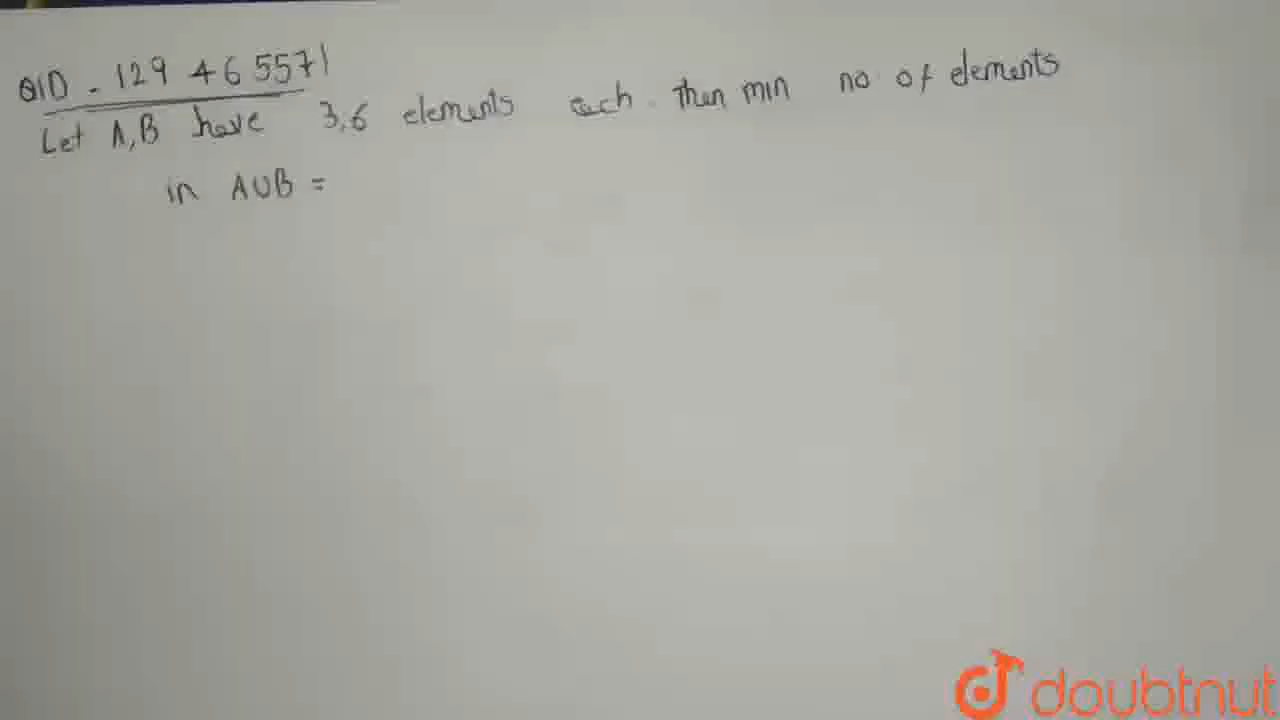 QID - 129 46 5571
Let A,B have 3,6 elements each. then min no of elements
in A∪B =
doubtnut